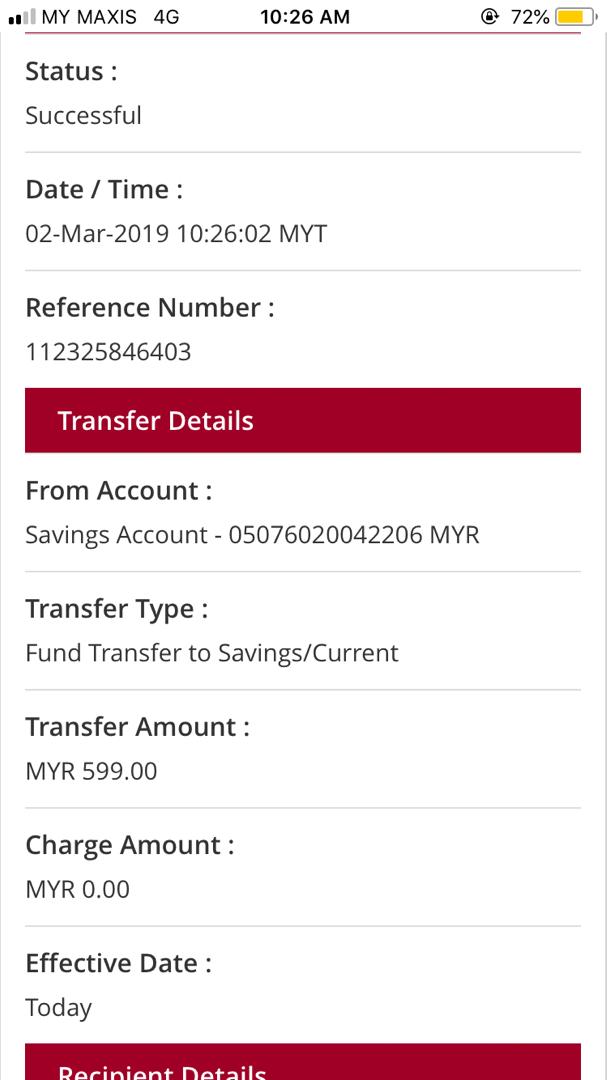 MY MAXIS 4G 10:26 AM 72%
Status :
Successful
Date / Time :
02-Mar-2019 10:26:02 MYT
Reference Number :
112325846403
Transfer Details
From Account :
Savings Account - 05076020042206 MYR
Transfer Type :
Fund Transfer to Savings/Current
Transfer Amount :
MYR 599.00
Charge Amount :
MYR 0.00
Effective Date :
Today
Recipient Details